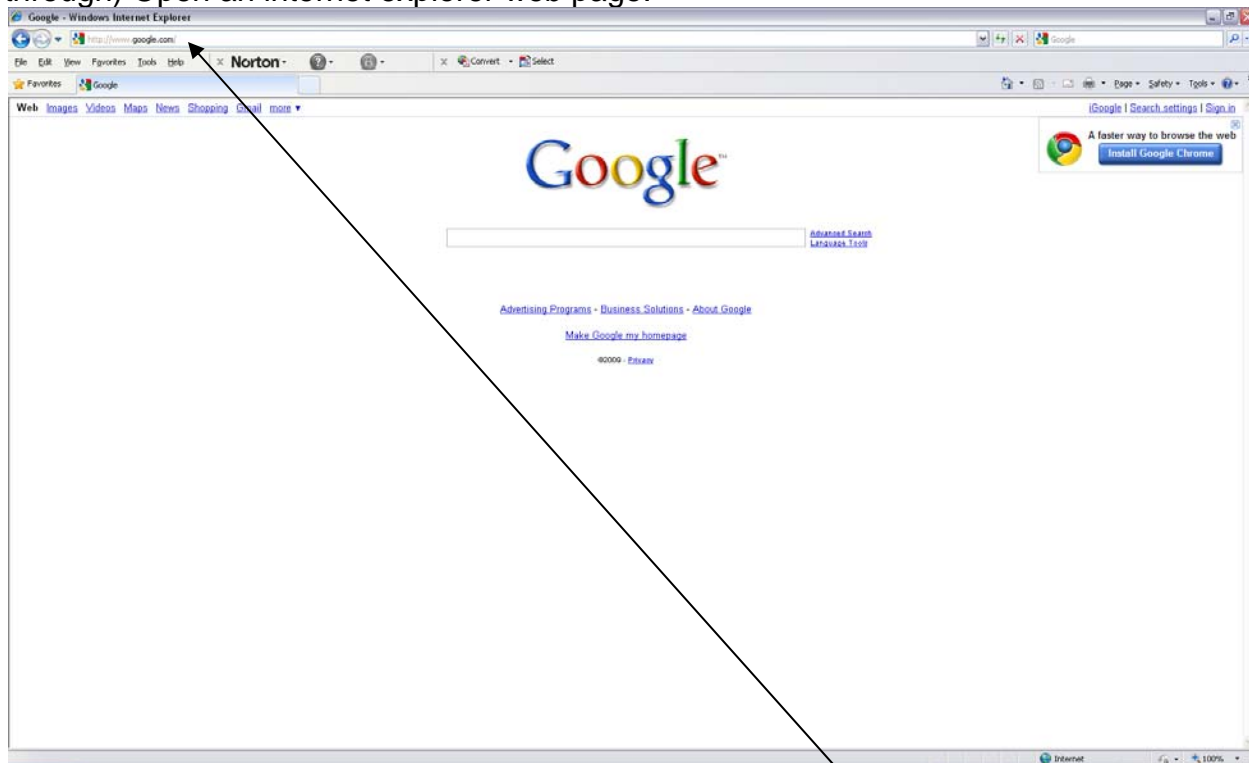 through) Open an internet explorer web page.
Google - Windows Internet Explorer
http://www.google.com/
Google
File Edit View Favorites Tools Help x Norton - x Convert - Select
Favorites Google Page Safety Tools
Web Images Videos Maps News Shopping Gmail more iGoogle | Search settings | Sign in
A faster way to browse the web
Install Google Chrome
Google™
Advanced Search
Language Tools
Advertising Programs - Business Solutions - About Google
Make Google my homepage
©2009 - Privacy
Internet 100%